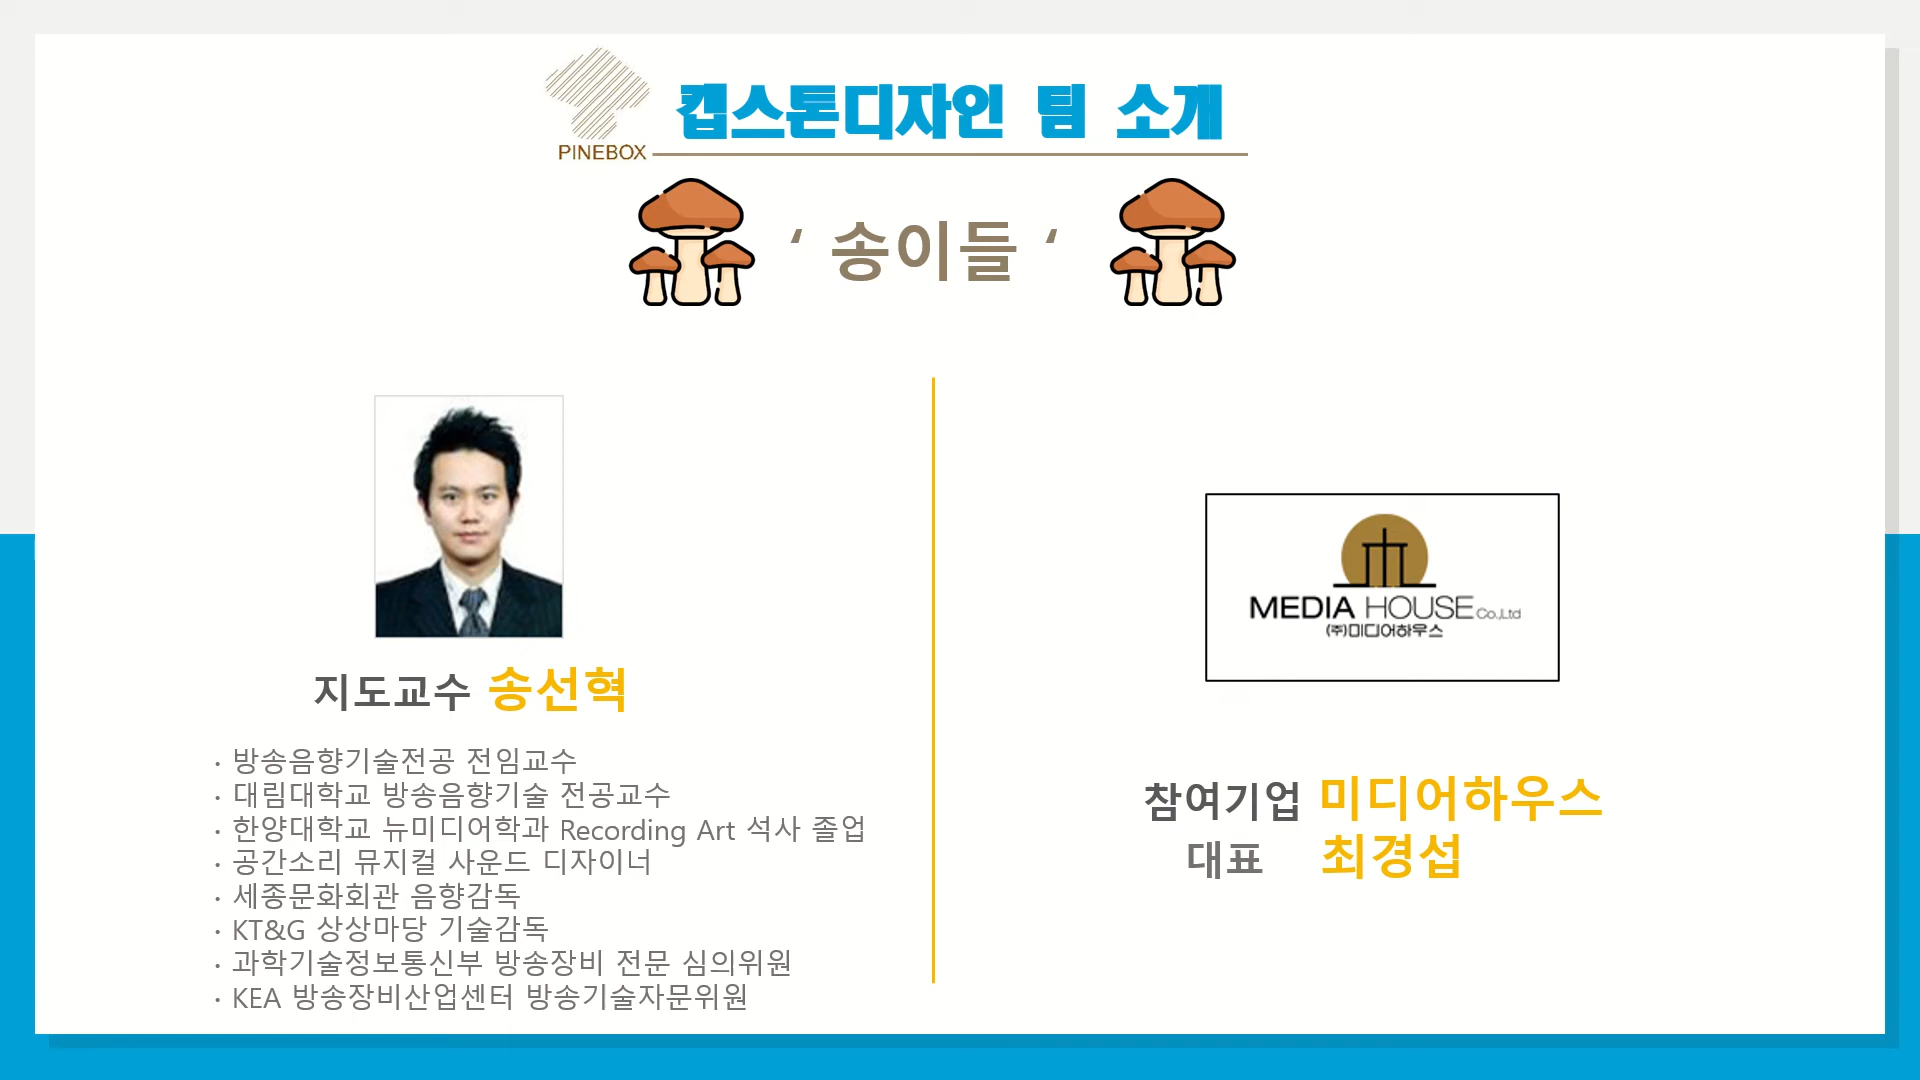 캡스톤디자인 팀 소개
PINEBOX
‘ 송이들 ‘
지도교수 송선혁
· 방송음향기술전공 전임교수
· 대림대학교 방송음향기술 전공교수
· 한양대학교 뉴미디어학과 Recording Art 석사 졸업
· 공간소리 뮤지컬 사운드 디자이너
· 세종문화회관 음향감독
· KT&G 상상마당 기술감독
· 과학기술정보통신부 방송장비 전문 심의위원
· KEA 방송장비산업센터 방송기술자문위원
MEDIA HOUSE Co.,Ltd
(주)미디어하우스
참여기업 미디어하우스
대표 최경섭